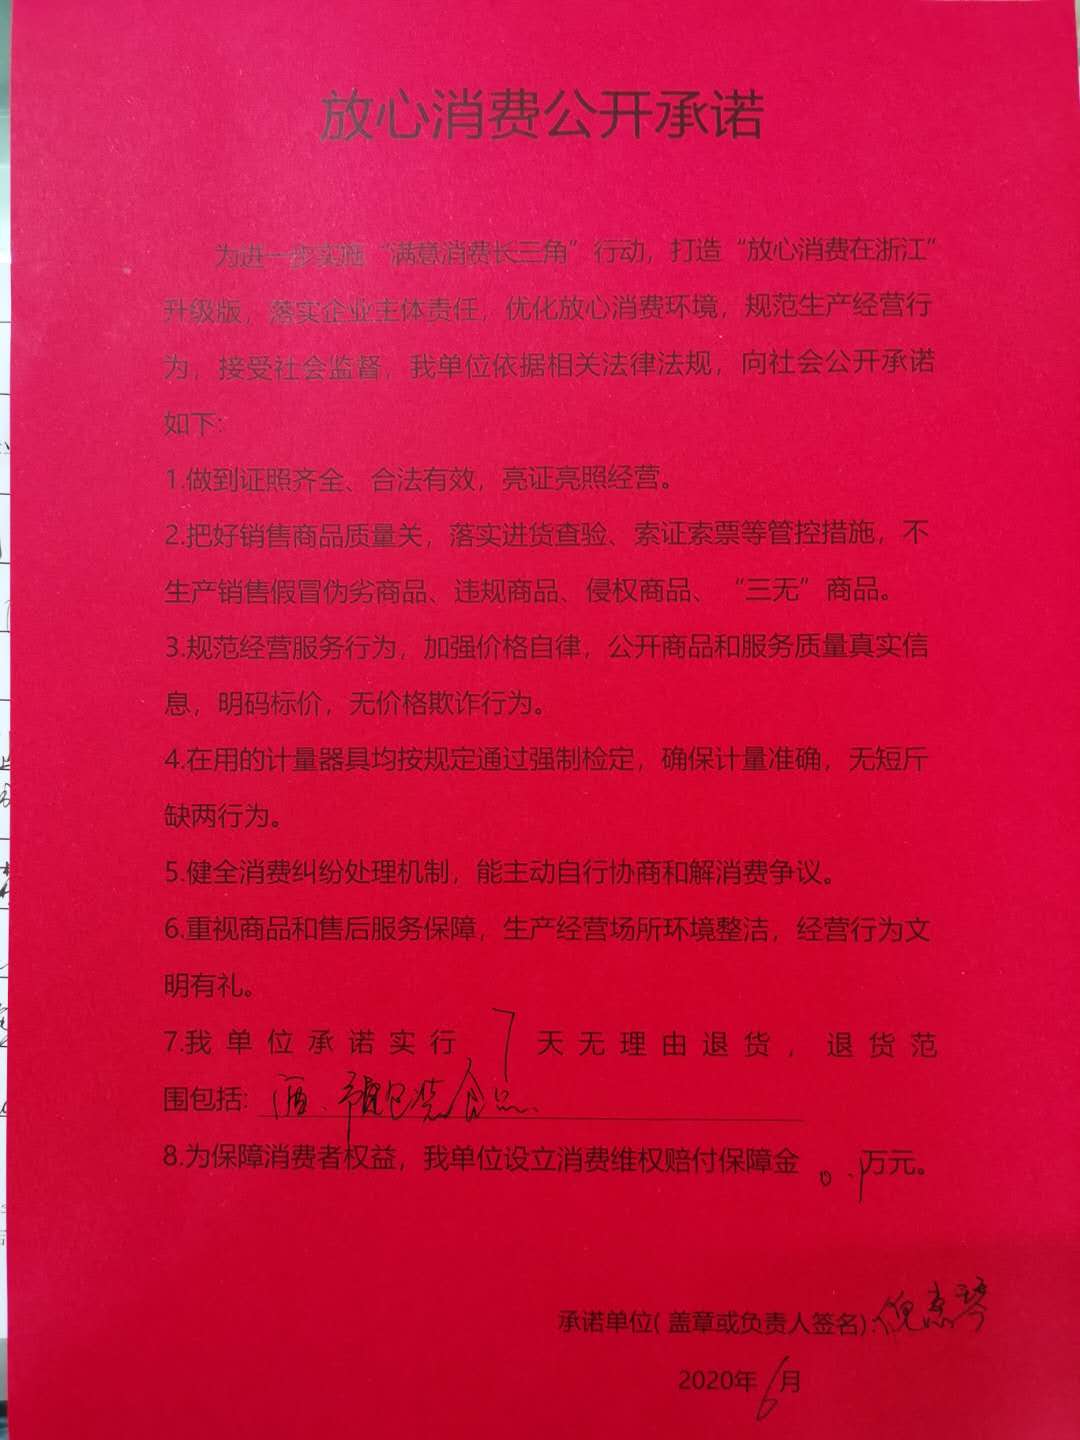 放心消费公开承诺
为进一步实施“满意消费长三角”行动，打造“放心消费在浙江”
升级版，落实企业主体责任，优化放心消费环境，规范生产经营行
为，接受社会监督，我单位依据相关法律法规，向社会公开承诺
如下：
1.做到证照齐全、合法有效，亮证亮照经营。
2.把好销售商品质量关，落实进货查验、索证索票等管控措施，不
生产销售假冒伪劣商品、违规商品、侵权商品、“三无”商品。
3.规范经营服务行为，加强价格自律，公开商品和服务质量真实信
息，明码标价，无价格欺诈行为。
4.在用的计量器具均按规定通过强制检定，确保计量准确，无短斤
缺两行为。
5.健全消费纠纷处理机制，能主动自行协商和解消费争议。
6.重视商品和售后服务保障，生产经营场所环境整洁，经营行为文
明有礼。
7.我单位承诺实行7天无理由退货，退货范
围包括：酒、预包装食品、
8.为保障消费者权益，我单位设立消费维权赔付保障金0.1万元。
承诺单位(盖章或负责人签名)倪 琴
2020年6月